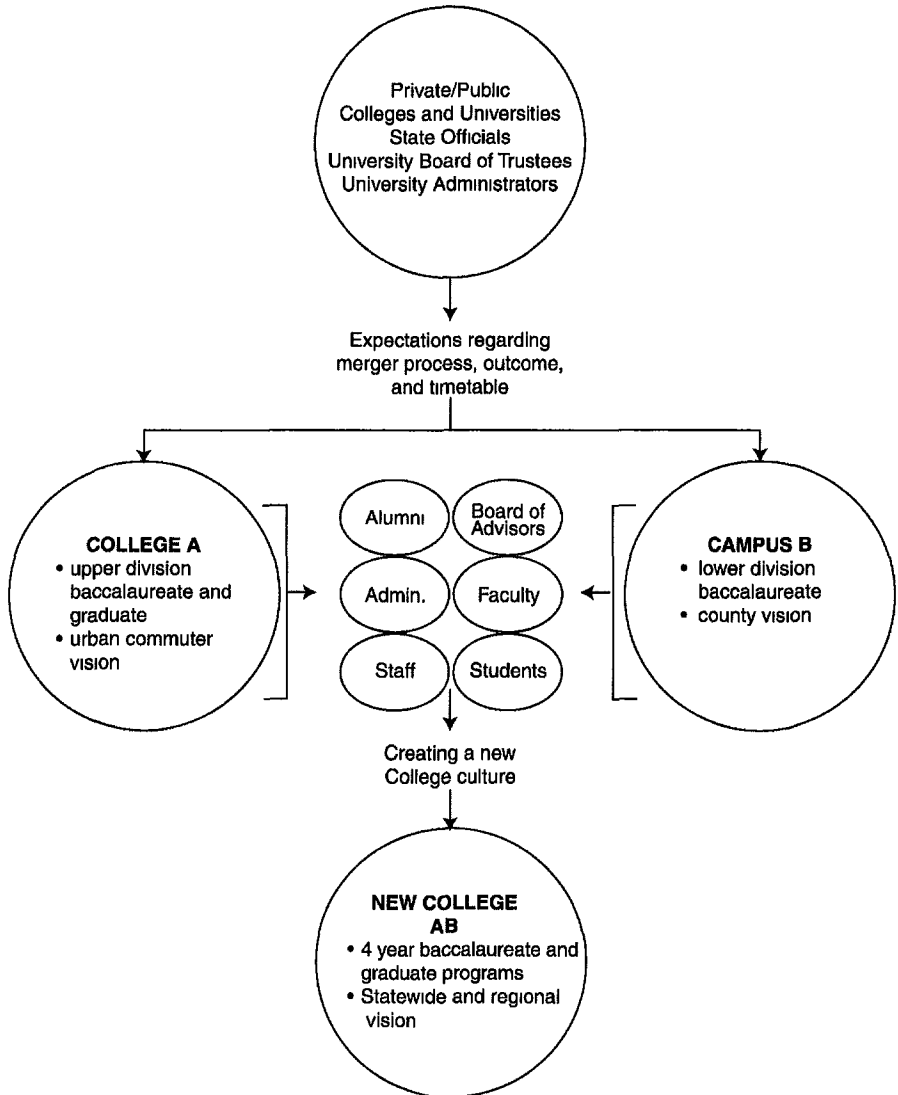 Private/Public
Colleges and Universities
State Officials
University Board of Trustees
University Administrators
Expectations regarding
merger process, outcome,
and timetable
COLLEGE A
• upper division
baccalaureate and
graduate
• urban commuter
vision
Alumni
Board of
Advisors
Admin.
Faculty
Staff
Students
CAMPUS B
• lower division
baccalaureate
• county vision
Creating a new
College culture
NEW COLLEGE
AB
• 4 year baccalaureate and
graduate programs
• Statewide and regional
vision